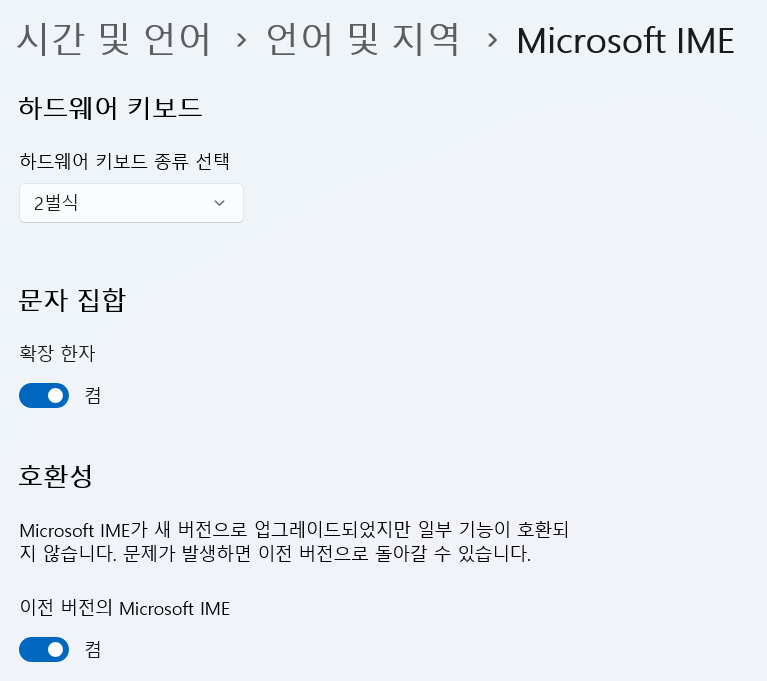 시간 및 언어 > 언어 및 지역 > Microsoft IME
하드웨어 키보드
하드웨어 키보드 종류 선택
2벌식
문자 집합
확장 한자
켬
호환성
Microsoft IME가 새 버전으로 업그레이드되었지만 일부 기능이 호환되
지 않습니다. 문제가 발생하면 이전 버전으로 돌아갈 수 있습니다.
이전 버전의 Microsoft IME
켬